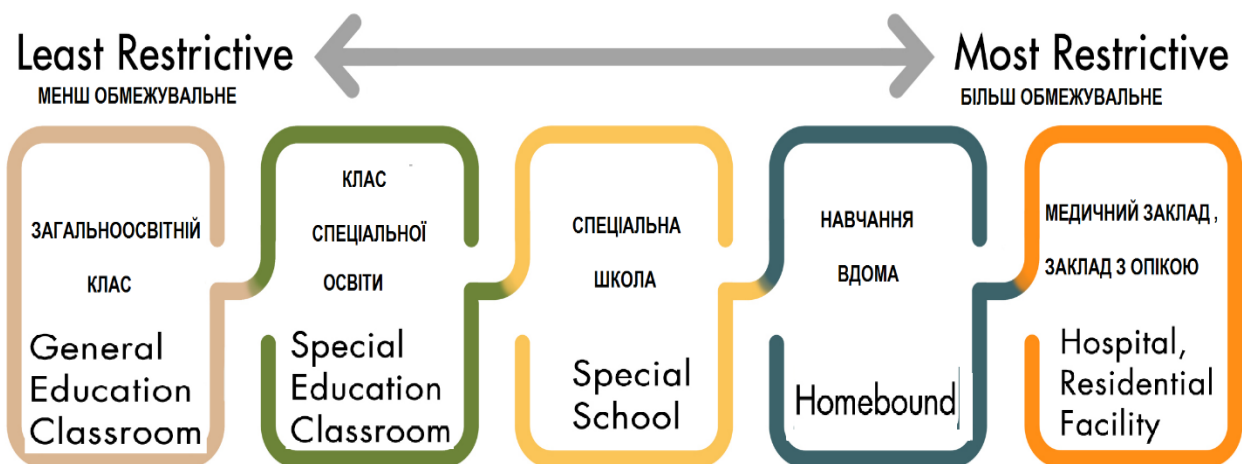 Least Restrictive
МЕНШ ОБМЕЖУВАЛЬНЕ
Most Restrictive
БІЛЬШ ОБМЕЖУВАЛЬНЕ
ЗАГАЛЬНООСВІТНІЙ
КЛАС
General
Education
Classroom
КЛАС
СПЕЦІАЛЬНОЇ
ОСВІТИ
Special
Education
Classroom
СПЕЦІАЛЬНА
ШКОЛА
Special
School
НАВЧАННЯ
ВДОМА
Homebound
МЕДИЧНИЙ ЗАКЛАД ,
ЗАКЛАД З ОПІКОЮ
Hospital,
Residential
Facility